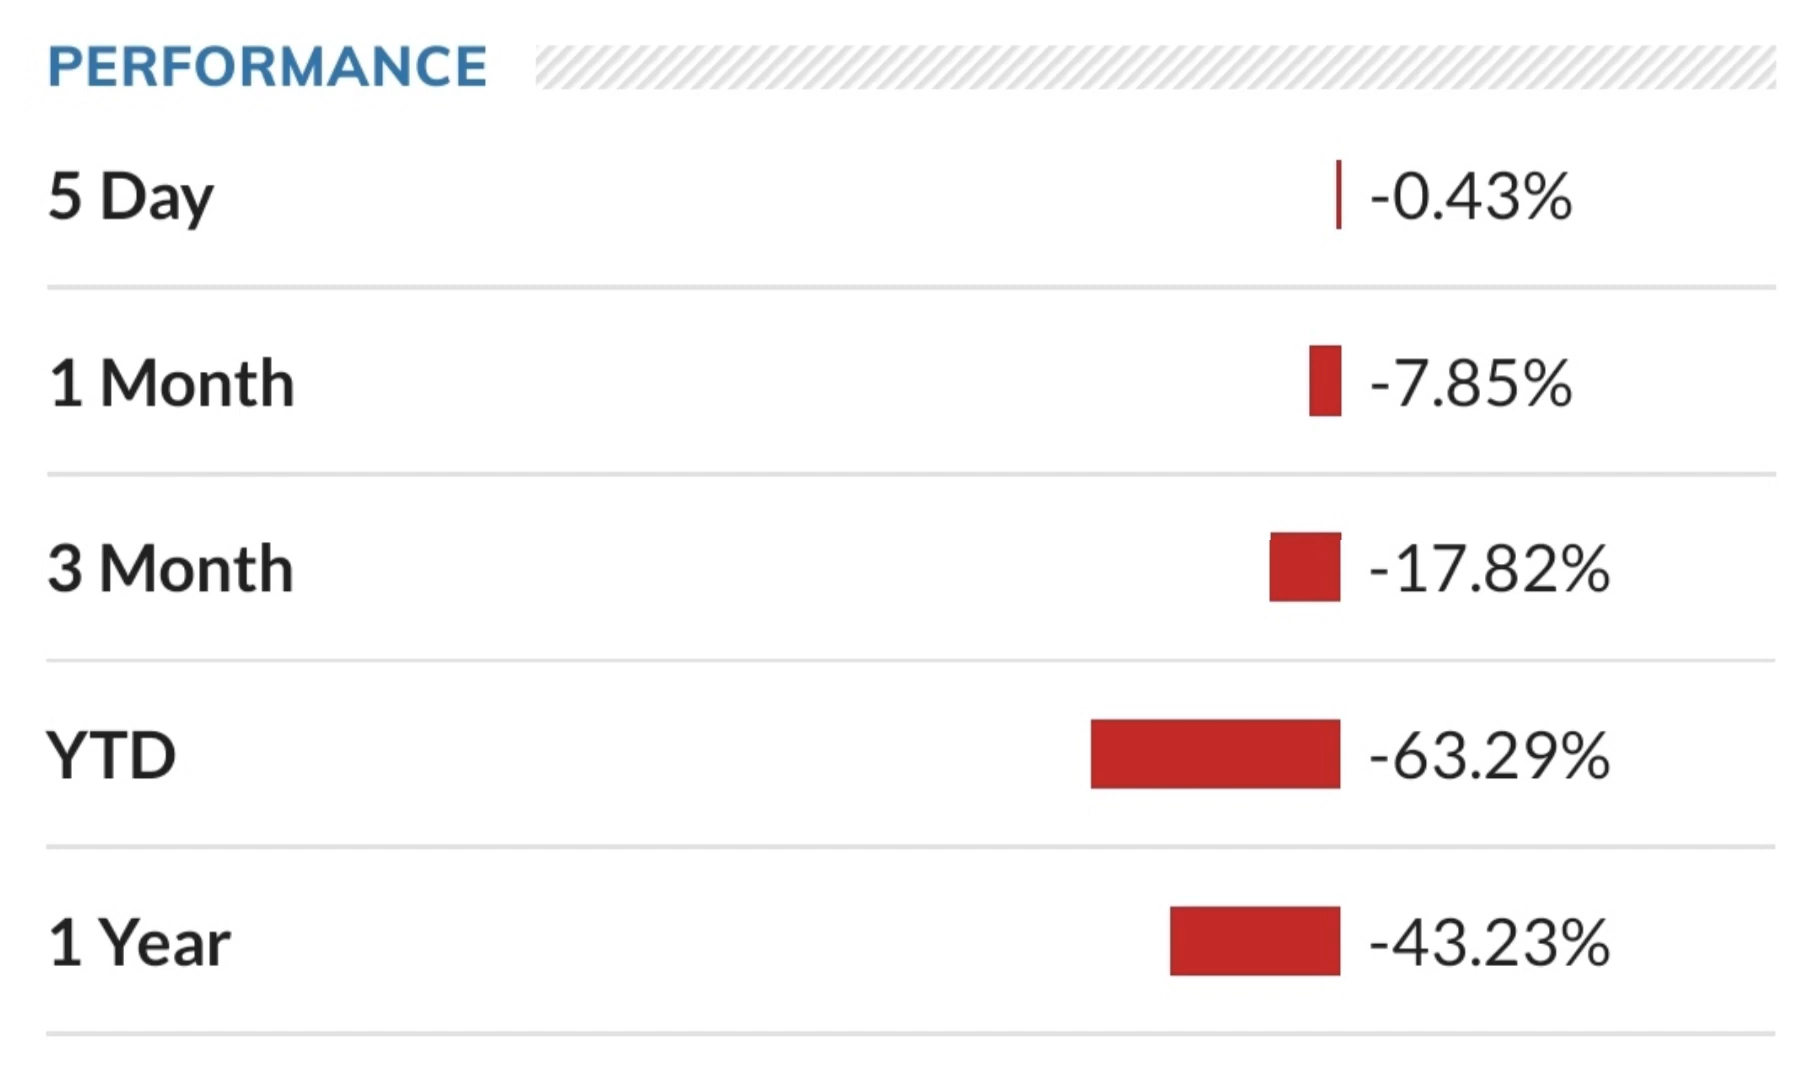 PERFORMANCE
5 Day -0.43%
1 Month -7.85%
3 Month -17.82%
YTD -63.29%
1 Year -43.23%